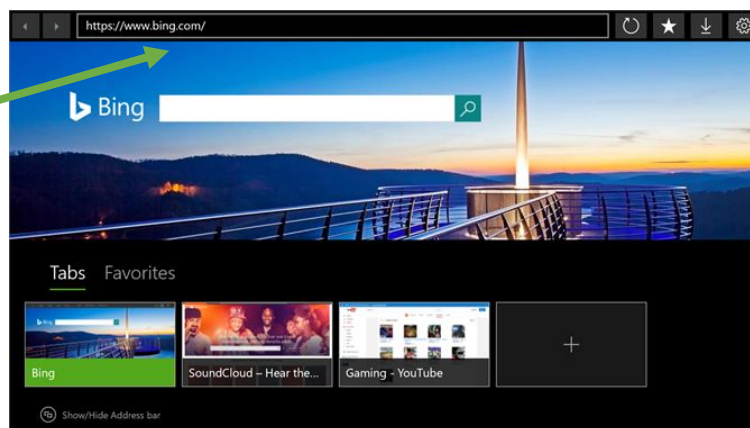 https://www.bing.com/
Bing
Tabs Favorites
Bing
SoundCloud – Hear the...
Gaming - YouTube
Show/Hide Address bar